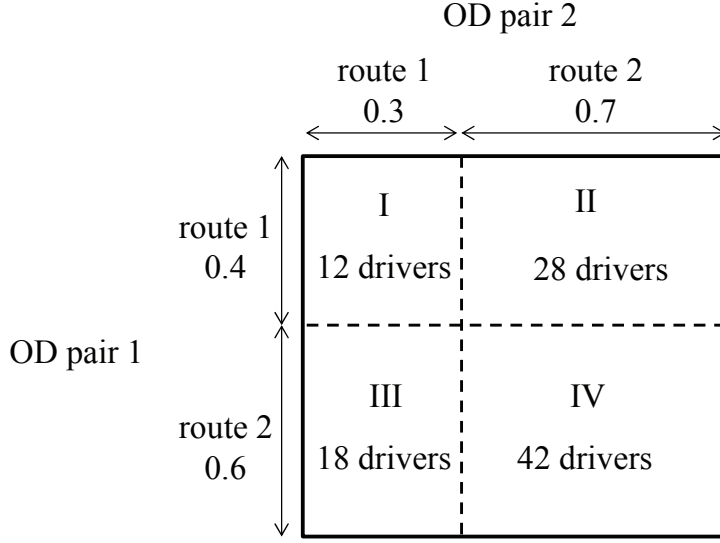 OD pair 2
route 1
0.3
route 2
0.7
OD pair 1
route 1
0.4
route 2
0.6
I
12 drivers
II
28 drivers
III
18 drivers
IV
42 drivers